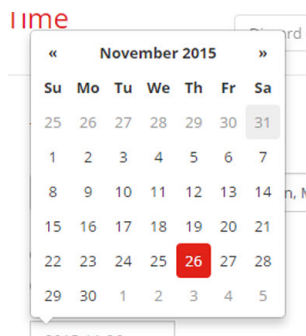 Time
« November 2015 »
Su Mo Tu We Th Fr Sa
25 26 27 28 29 30 31
1 2 3 4 5 6 7
8 9 10 11 12 13 14
15 16 17 18 19 20 21
22 23 24 25 26 27 28
29 30 1 2 3 4 5